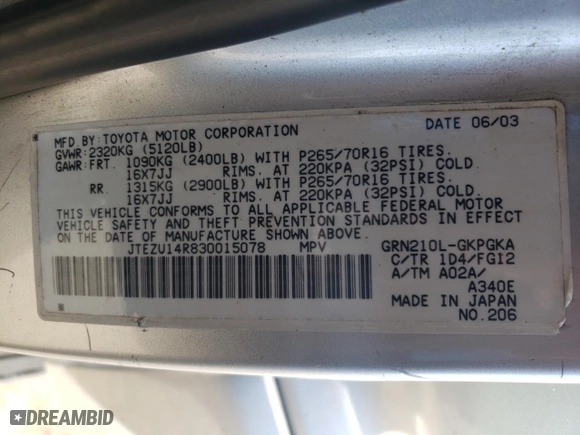 MFD.BY:TOYOTA MOTOR CORPORATION DATE 06/03
GVWR:2320KG (5120LB)
GAWR:FRT. 1090KG (2400LB) WITH P265/70R16 TIRES.
16X7JJ RIMS. AT 220KPA (32PSI) COLD.
RR. 1315KG (2900LB) WITH P265/70R16 TIRES.
16X7JJ RIMS. AT 220KPA (32PSI) COLD.
THIS VEHICLE CONFORMS TO ALL APPLICABLE FEDERAL MOTOR
VEHICLE SAFETY AND THEFT PREVENTION STANDARDS IN EFFECT
ON THE DATE OF MANUFACTURE SHOWN ABOVE.
JTEZU14R830015078 MPV GRN210L-GKPGKA
C/TR 1D4/FG12
A/TM A02A/
A340E
MADE IN JAPAN
NO.206
DREAMBID